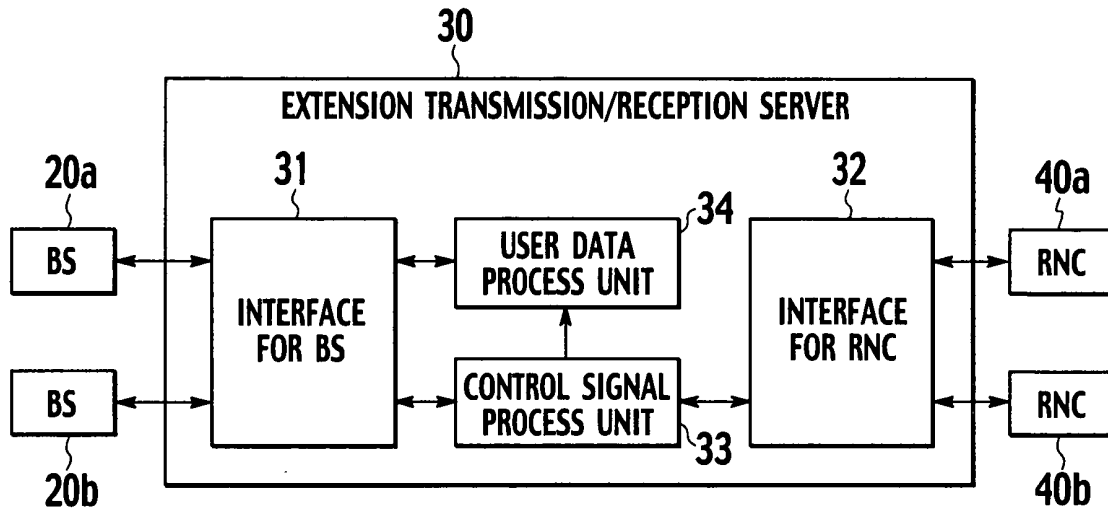 30
EXTENSION TRANSMISSION/RECEPTION SERVER
20a
BS
20b
BS
31
INTERFACE
FOR BS
34
USER DATA
PROCESS UNIT
CONTROL SIGNAL
PROCESS UNIT
33
32
INTERFACE
FOR RNC
40a
RNC
RNC
40b